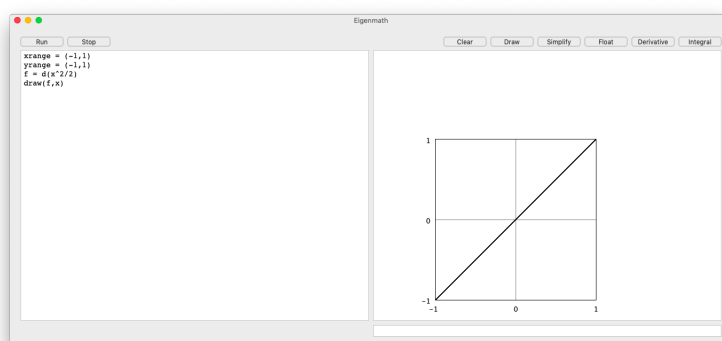 Eigenmath
Run Stop Clear Draw Simplify Float Derivative Integral
xrange = (-1,1)
yrange = (-1,1)
f = d(x^2/2)
draw(f,x)
1
0
-1
-1 0 1